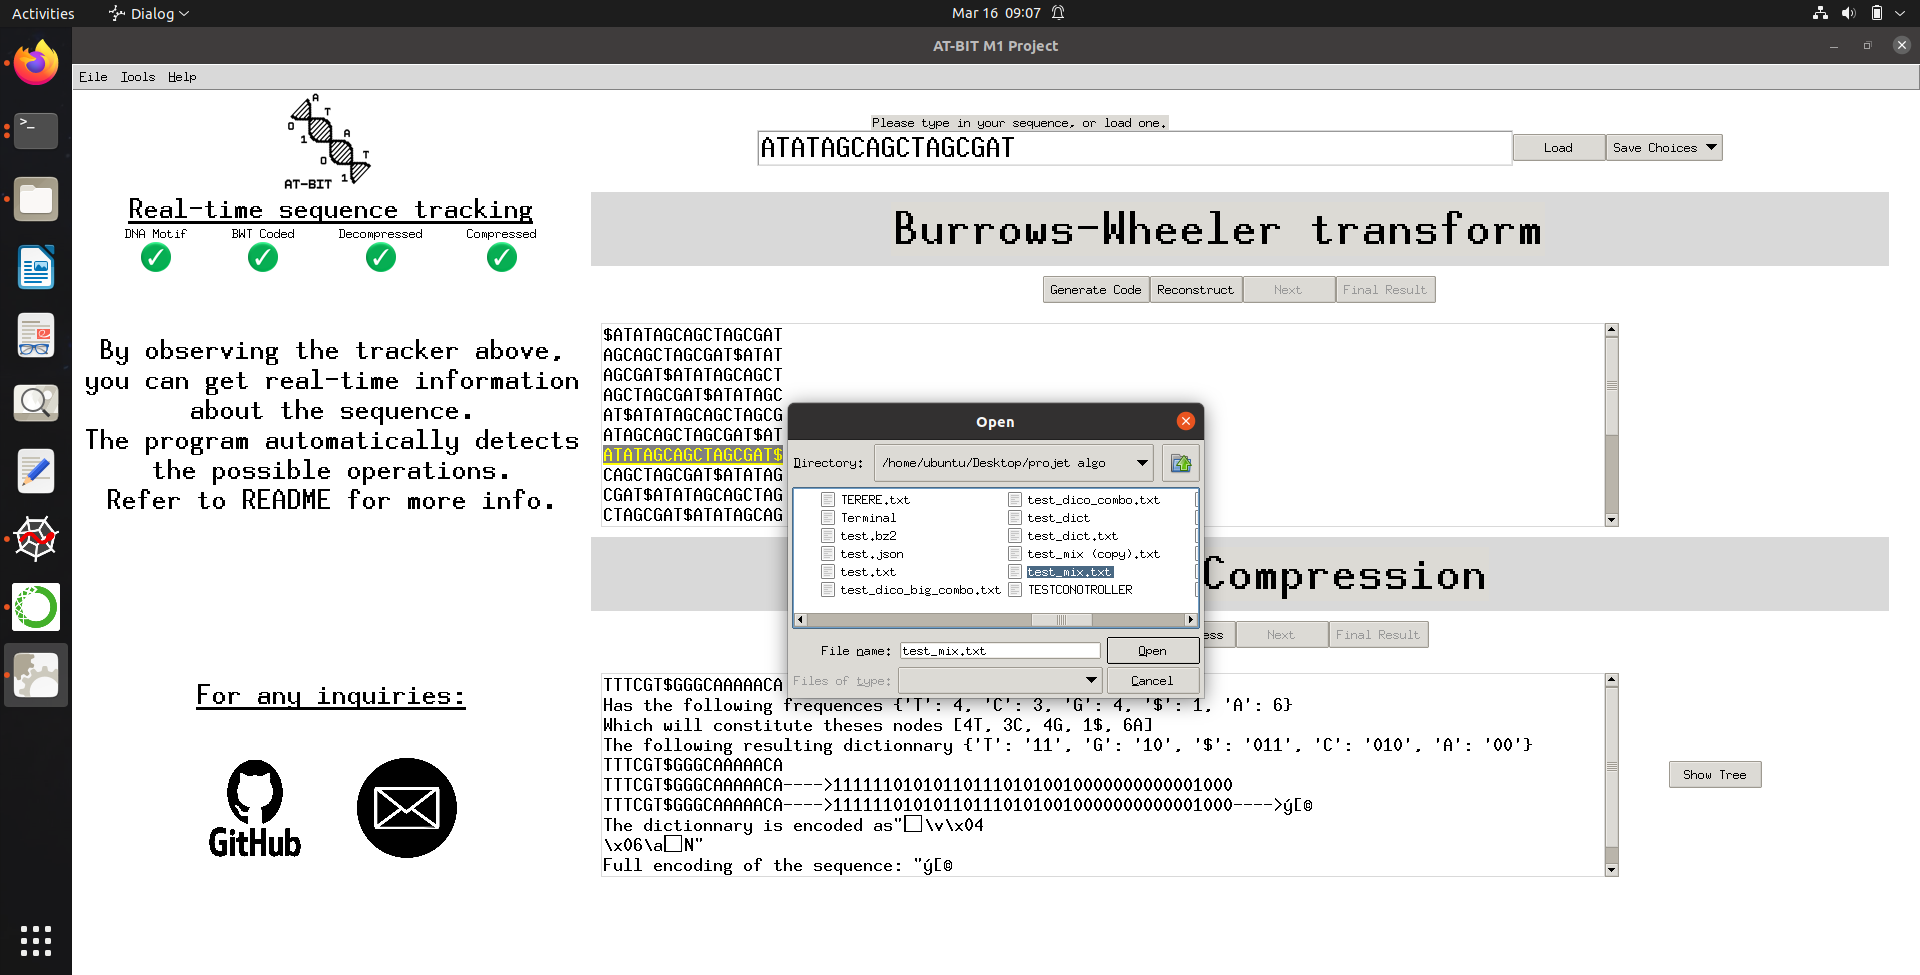 Activities
Dialog
Mar 16 09:07
AT-BIT M1 Project
Eile Tools Help
A
T
0
1
A
0
T
1
AT-BIT
Please type in your sequence, or load one.
ATATAGCAGCTAGCGAT
Load
Save Choices
Real-time sequence tracking
DNA Motif
BWT Coded
Decompressed
Compressed
Burrows-Wheeler transform
Generate Code
Reconstruct
Next
Final Result
By observing the tracker above,
you can get real-time information
about the sequence.
The program automatically detects
the possible operations.
Refer to README for more info.
$ATATAGCAGCTAGCGAT
AGCAGCTAGCGAT$ATAT
AGCGAT$ATATAGCAGCT
AGCTAGCGAT$ATATAGC
AT$ATATAGCAGCTAGCG
ATAGCAGCTAGCGAT$AT
ATATAGCAGCTAGCGAT$
CAGCTAGCGAT$ATATAG
CGAT$ATATAGCAGCTAG
CTAGCGAT$ATATAGCAG
Open
Directory: /home/ubuntu/Desktop/projet algo
TERERE.txt
Terminal
test.bz2
test.json
test.txt
test_dico_big_combo.txt
test_dico_combo.txt
test_dict
test_dict.txt
test_mix (copy).txt
test_mix.txt
TESTCONOTROLLER
File name: test_mix.txt
Open
Files of type:
Cancel
Compression
ess
Next
Final Result
For any inquiries:
GitHub
TTTCGT$GGGCAAAAACA
Has the following frequences {'T': 4, 'C': 3, 'G': 4, '$': 1, 'A': 6}
Which will constitute theses nodes [4T, 3C, 4G, 1$, 6A]
The following resulting dictionnary {'T': '11', 'G': '10', '$': '011', 'C': '010', 'A': '00'}
TTTCGT$GGGCAAAAACA
TTTCGT$GGGCAAAAACA---->1111110101011011101010010000000000001000
TTTCGT$GGGCAAAAACA---->1111110101011011101010010000000000001000---->ý[@
The dictionnary is encoded as"□\v\x04
\x06\a□N"
Full encoding of the sequence: "ý[@
Show Tree